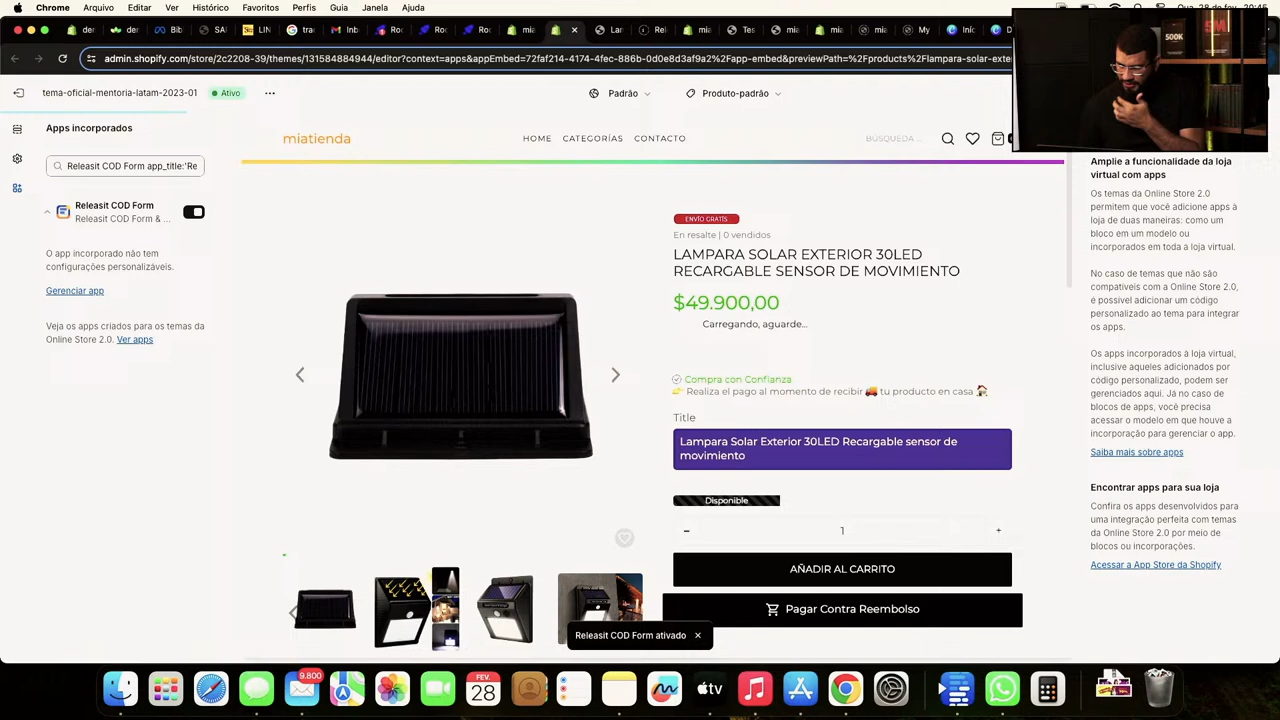 Chrome Arquivo Editar Ver Histórico Favoritos Perfis Guia Janela Ajuda
Qua. 28 de fev. 20:45
admin.shopify.com/store/2c2208-39/themes/131584884944/editor?context=apps&appEmbed=72faf214-4174-4fec-886b-0d0e8d3af9a2%2Fapp-embed&previewPath=%2Fproducts%2Flampara-solar-exte
500K
tema-oficial-mentoria-latam-2023-01
Ativo
Padrão
Produto-padrão
Apps incorporados
Releasit COD Form app_title:'Re
Releasit COD Form
Releasit COD Form & ...
O app incorporado não tem
configurações personalizáveis.
Gerenciar app
Veja os apps criados para os temas da
Online Store 2.0. Ver apps
miatienda
HOME CATEGORÍAS CONTACTO
BÚSQUEDA ...
ENVÍO GRATÍS
En resalte | 0 vendidos
LAMPARA SOLAR EXTERIOR 30LED
RECARGABLE SENSOR DE MOVIMIENTO
$49.900,00
Carregando, aguarde...
Compra con Confianza
Realiza el pago al momento de recibir 🚚 tu producto en casa 🏠
Title
Lampara Solar Exterior 30LED Recargable sensor de
movimiento
Disponible
- 1 +
AÑADIR AL CARRITO
Pagar Contra Reembolso
Releasit COD Form ativado
Amplie a funcionalidade da loja
virtual com apps
Os temas da Online Store 2.0
permitem que você adicione apps à
loja de duas maneiras: como um
bloco em um modelo ou
incorporados em toda a loja virtual.
No caso de temas que não são
compatíveis com a Online Store 2.0,
é possível adicionar um código
personalizado ao tema para integrar
os apps.
Os apps incorporados à loja virtual,
inclusive aqueles adicionados por
código personalizado, podem ser
gerenciados aqui. Já no caso de
blocos de apps, você precisa
acessar o modelo em que houve a
incorporação para gerenciar o app.
Saiba mais sobre apps
Encontrar apps para sua loja
Confira os apps desenvolvidos para
uma integração perfeita com temas
da Online Store 2.0 por meio de
blocos ou incorporações.
Acessar a App Store da Shopify
9.800
FEV.
28
tv